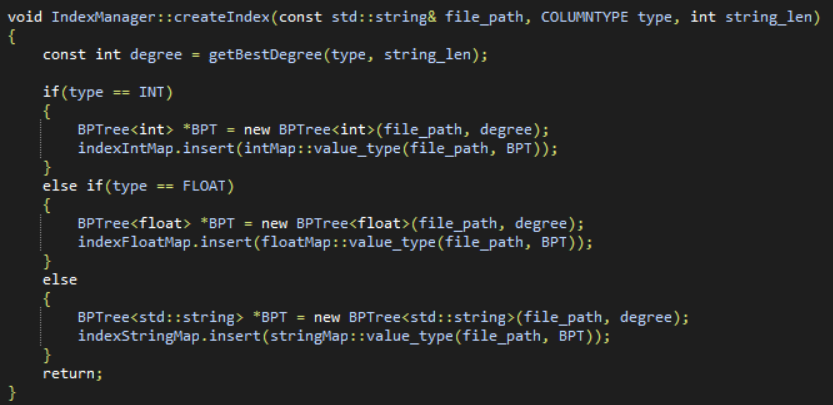 void IndexManager::createIndex(const std::string& file_path, COLUMNTYPE type, int string_len)
{
    const int degree = getBestDegree(type, string_len);

    if(type == INT)
    {
        BPTree<int> *BPT = new BPTree<int>(file_path, degree);
        indexIntMap.insert(intMap::value_type(file_path, BPT));
    }
    else if(type == FLOAT)
    {
        BPTree<float> *BPT = new BPTree<float>(file_path, degree);
        indexFloatMap.insert(floatMap::value_type(file_path, BPT));
    }
    else
    {
        BPTree<std::string> *BPT = new BPTree<std::string>(file_path, degree);
        indexStringMap.insert(stringMap::value_type(file_path, BPT));
    }
    return;
}